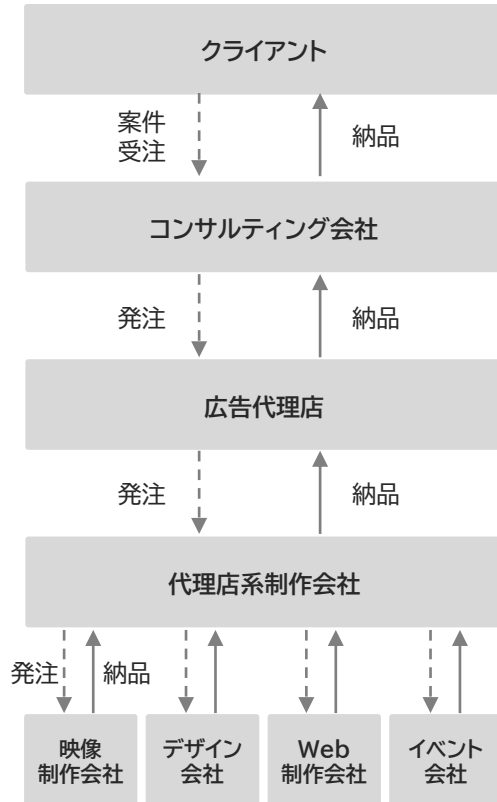 クライアント
案件
受注
納品
コンサルティング会社
発注
納品
広告代理店
発注
納品
代理店系制作会社
発注
納品
映像
制作会社
デザイン
会社
Web
制作会社
イベント
会社